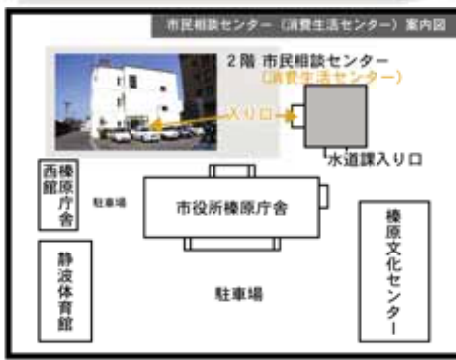 市民相談センター（消費生活センター）案内図
2階 市民相談センター
（消費生活センター）
入り口
水道課入り口
榛原庁舎
西館
駐車場
市役所榛原庁舎
静波体育館
駐車場
榛原文化センター